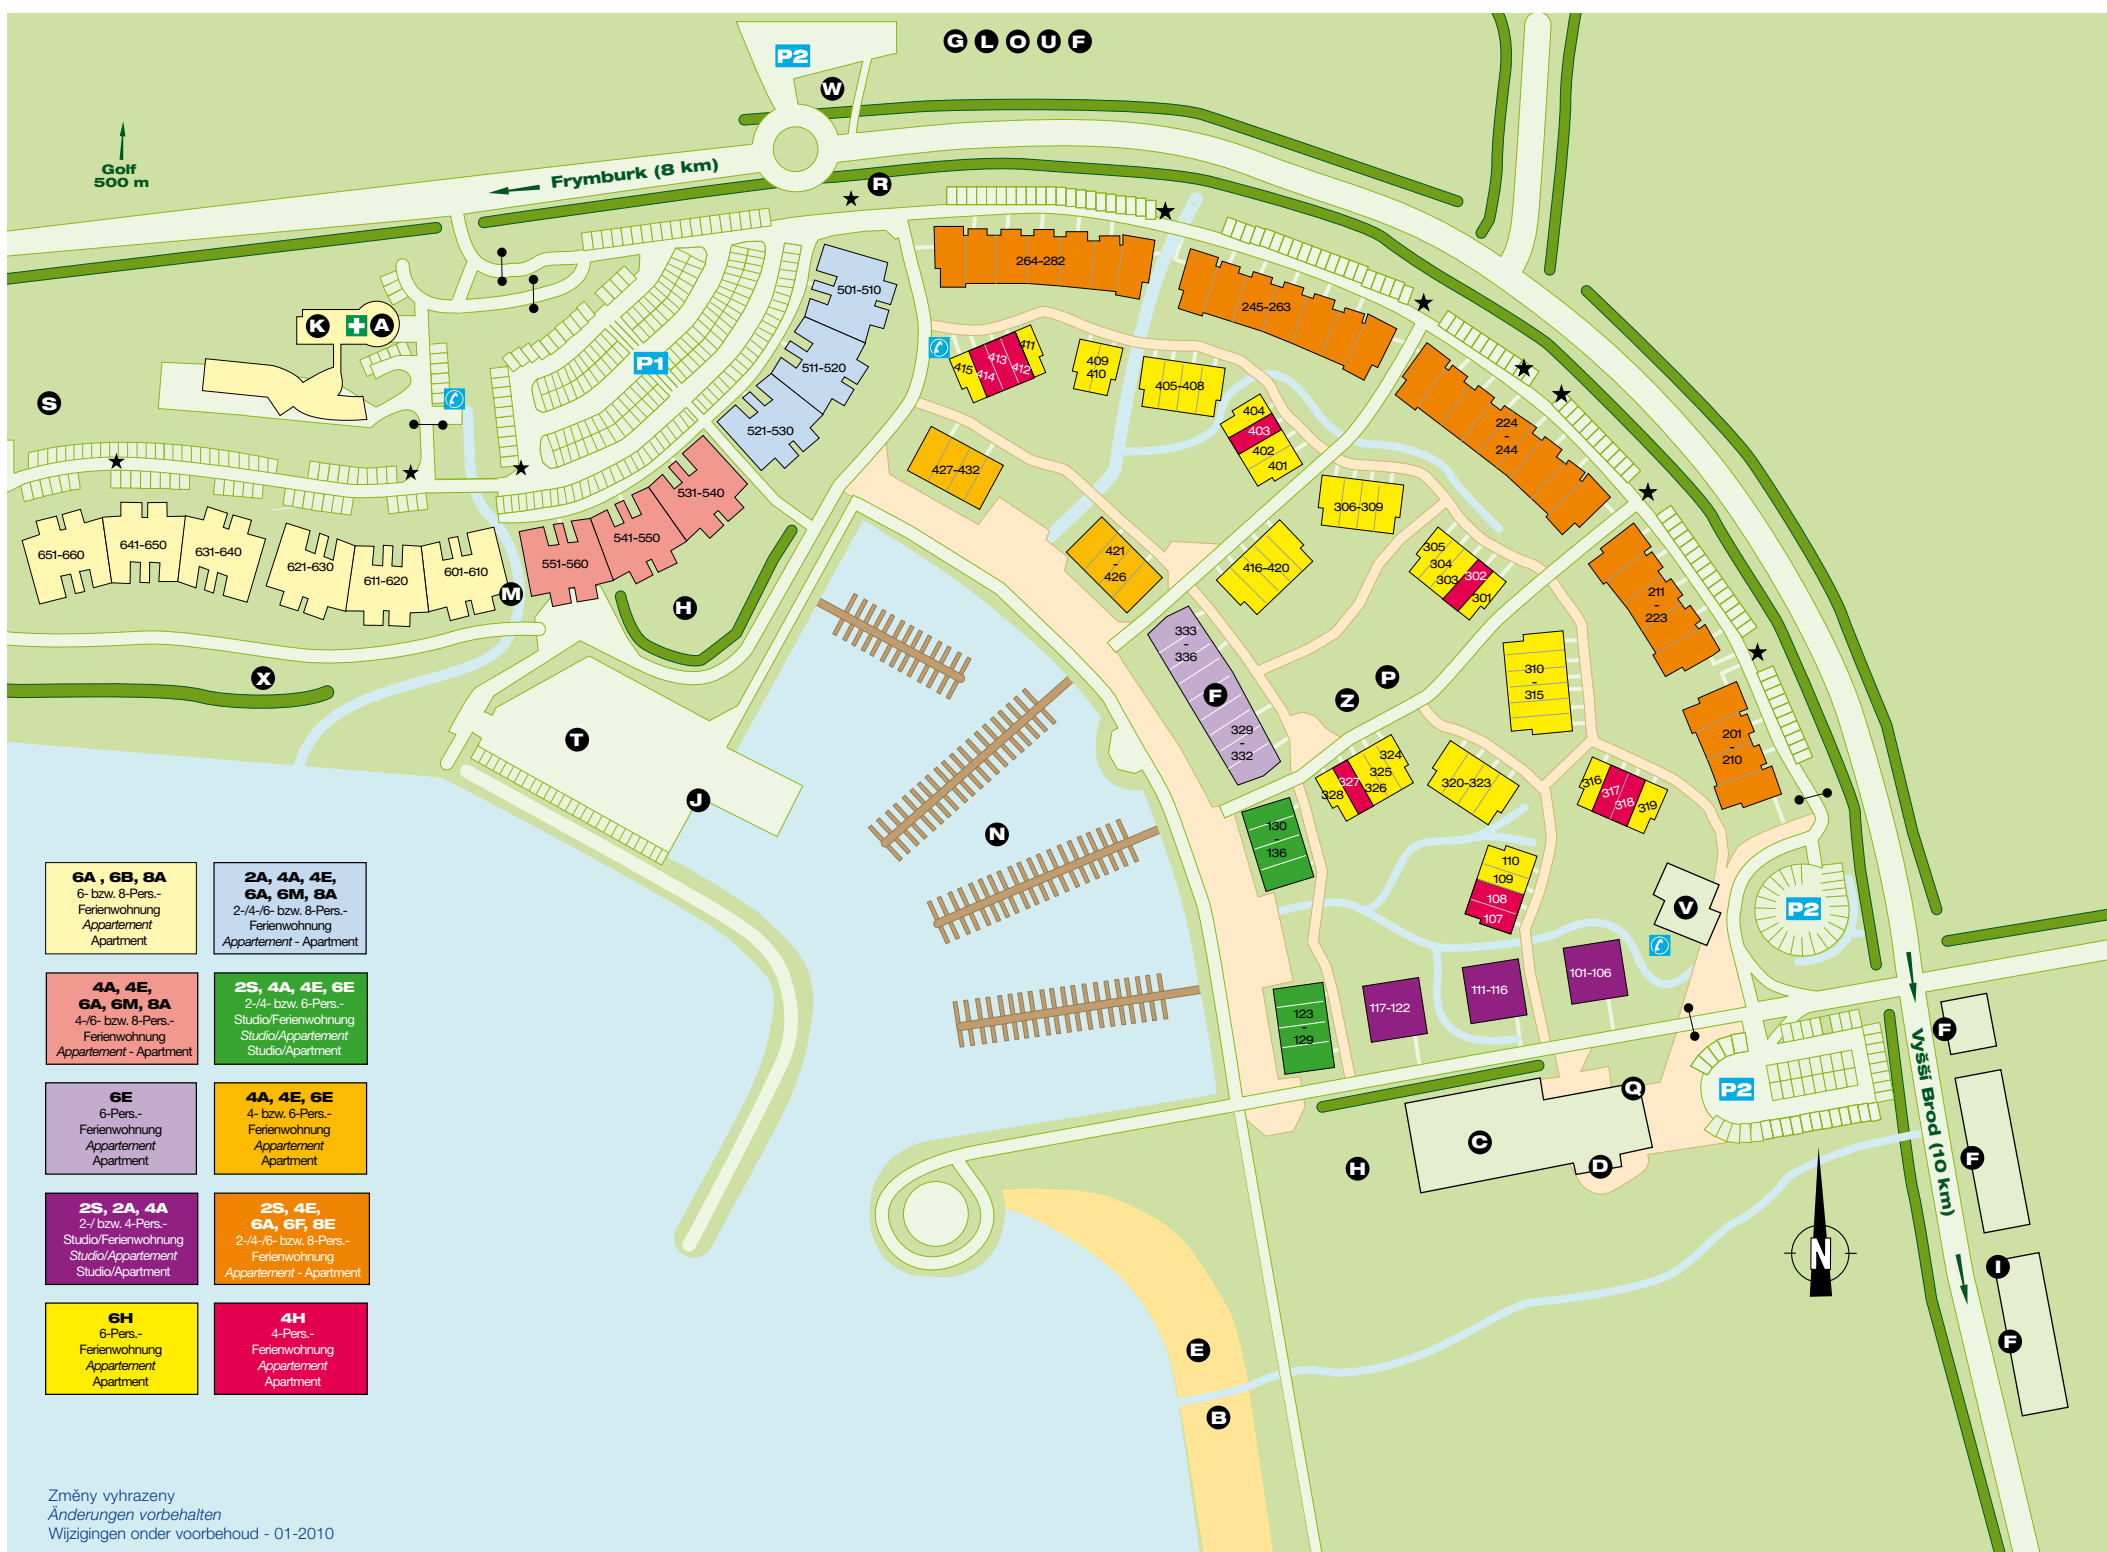 G L O U F
P2
W
Golf
500 m
Frymburk (8 km)
R
264-282
501-510
245-263
K A
P1
511-520
411
413
412
415
414
409
410
405-408
S
404
403
402
401
521-530
224
-
244
427-432
531-540
306-309
541-550
551-560
651-660
641-650
631-640
621-630
611-620
601-610
M
H
421
-
426
416-420
305
304
303
302
301
211
-
223
333
-
336
F
329
-
332
X
Z
P
310
-
315
T
J
N
201
-
210
324
325
326
327
328
320-323
316
317
318
319
130
-
136
110
109
108
107
V
P2
101-106
111-116
117-122
123
-
129
F
Vyšší Brod (10 km)
Q
P2
C
D
H
F
N
I
F
E
B
6A , 6B, 8A
6- bzw. 8-Pers.-
Ferienwohnung
Appartement
Apartment
2A, 4A, 4E,
6A, 6M, 8A
2-/4-/6- bzw. 8-Pers.-
Ferienwohnung
Appartement - Apartment
4A, 4E,
6A, 6M, 8A
4-/6- bzw. 8-Pers.-
Ferienwohnung
Appartement - Apartment
2S, 4A, 4E, 6E
2-/4- bzw. 6-Pers.-
Studio/Ferienwohnung
Studio/Appartement
Studio/Apartment
6E
6-Pers.-
Ferienwohnung
Appartement
Apartment
4A, 4E, 6E
4- bzw. 6-Pers.-
Ferienwohnung
Appartement
Apartment
2S, 2A, 4A
2-/ bzw. 4-Pers.-
Studio/Ferienwohnung
Studio/Appartement
Studio/Apartment
2S, 4E,
6A, 6F, 8E
2-/4-/6- bzw. 8-Pers.-
Ferienwohnung
Appartement - Apartment
6H
6-Pers.-
Ferienwohnung
Appartement
Apartment
4H
4-Pers.-
Ferienwohnung
Appartement
Apartment
Změny vyhrazeny
Änderungen vorbehalten
Wijzigingen onder voorbehoud - 01-2010